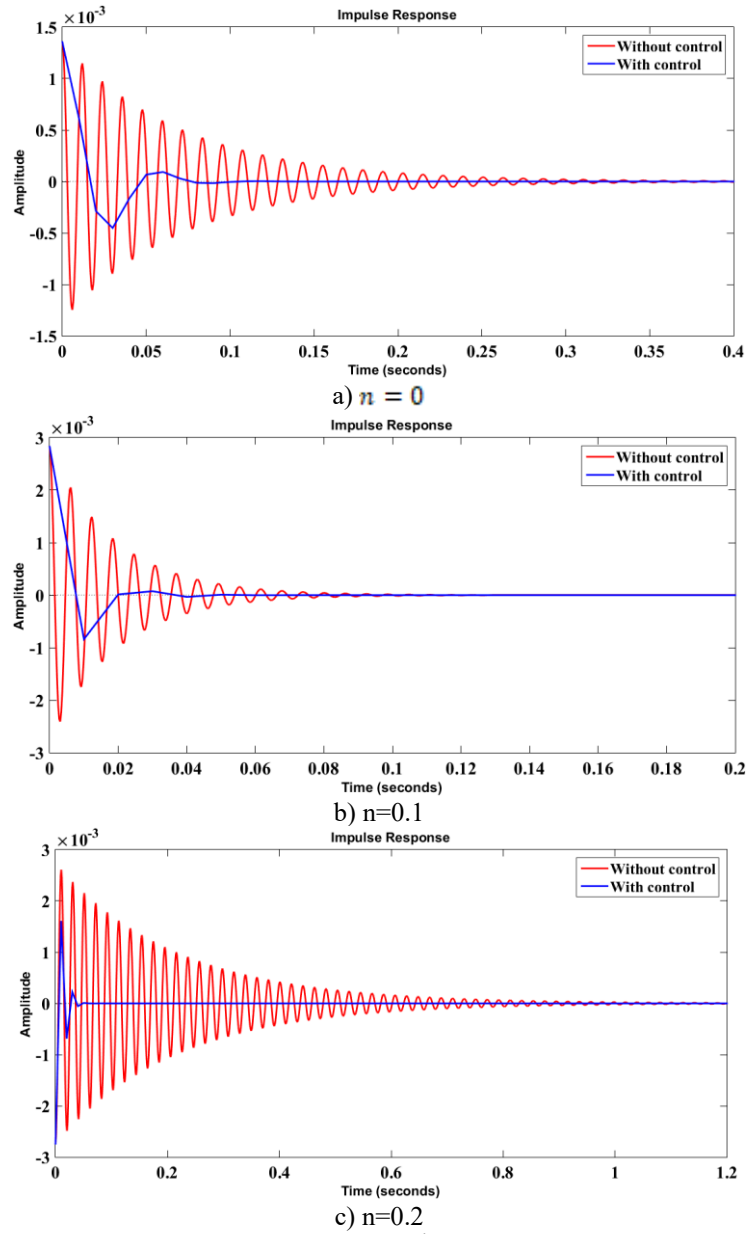 Impulse Response
×10-3
1.5
1
0.5
0
-0.5
-1
-1.5
Amplitude
Without control
With control
0 0.05 0.1 0.15 0.2 0.25 0.3 0.35 0.4
Time (seconds)
a) n = 0
Impulse Response
×10-3
3
2
1
0
-1
-2
-3
Amplitude
Without control
With control
0 0.02 0.04 0.06 0.08 0.1 0.12 0.14 0.16 0.18 0.2
Time (seconds)
b) n=0.1
Impulse Response
×10-3
3
2
1
0
-1
-2
-3
Amplitude
Without control
With control
0 0.2 0.4 0.6 0.8 1 1.2
Time (seconds)
c) n=0.2